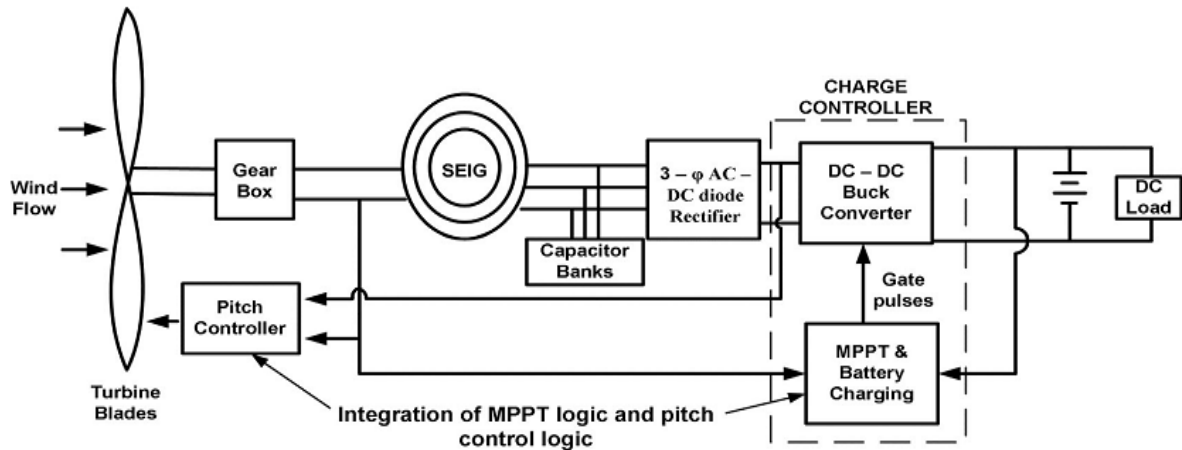 CHARGE
CONTROLLER
Wind
Flow
Gear
Box
SEIG
3 – φ AC –
DC diode
Rectifier
DC – DC
Buck
Converter
DC
Load
Capacitor
Banks
Gate
pulses
Pitch
Controller
MPPT &
Battery
Charging
Turbine
Blades
Integration of MPPT logic and pitch
control logic